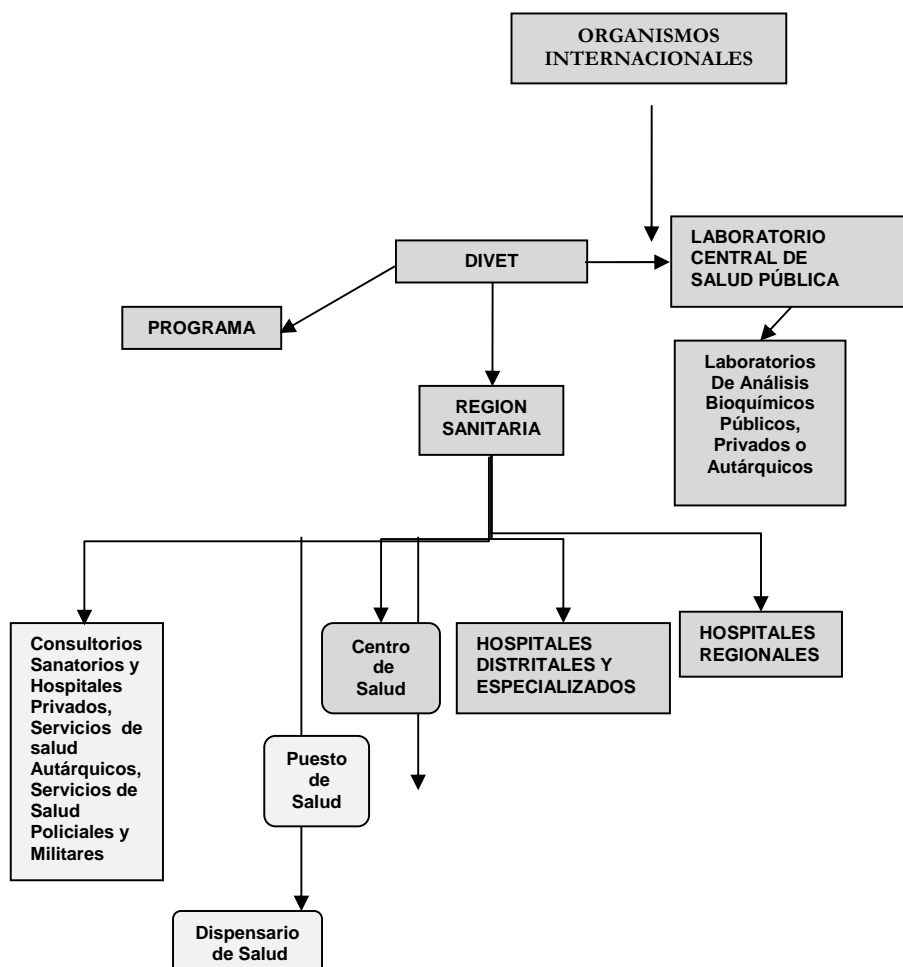 ORGANISMOS
INTERNACIONALES
DIVET
LABORATORIO
CENTRAL DE
SALUD PÚBLICA
PROGRAMA
Laboratorios
De Análisis
Bioquímicos
Públicos,
Privados o
Autárquicos
REGION
SANITARIA
Consultorios
Sanatorios y
Hospitales
Privados,
Servicios de
salud
Autárquicos,
Servicios de
Salud
Policiales y
Militares
Centro
de
Salud
HOSPITALES
DISTRITALES Y
ESPECIALIZADOS
HOSPITALES
REGIONALES
Puesto
de
Salud
Dispensario
de Salud